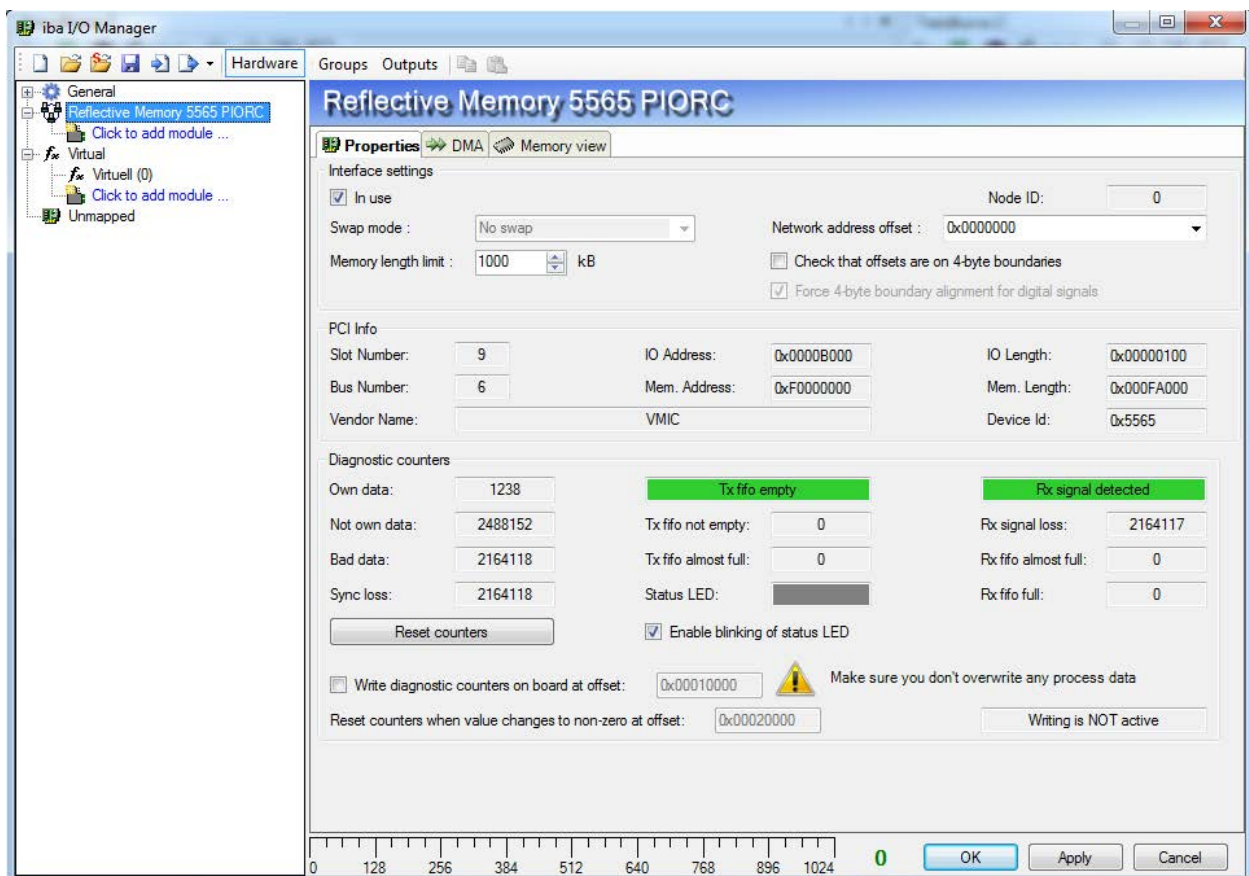 iba I/O Manager
Hardware Groups Outputs
General
Reflective Memory 5565 PIORC
Click to add module ...
Virtual
Virtuell (0)
Click to add module ...
Unmapped
Reflective Memory 5565 PIORC
Properties DMA Memory view
Interface settings
In use Node ID: 0
Swap mode : No swap Network address offset : 0x0000000
Memory length limit : 1000 kB Check that offsets are on 4-byte boundaries
Force 4-byte boundary alignment for digital signals
PCI Info
Slot Number: 9 IO Address: 0x0000B000 IO Length: 0x00000100
Bus Number: 6 Mem. Address: 0xF0000000 Mem. Length: 0x000FA000
Vendor Name: VMIC Device Id: 0x5565
Diagnostic counters
Own data: 1238 Tx fifo empty Rx signal detected
Not own data: 2488152 Tx fifo not empty: 0 Rx signal loss: 2164117
Bad data: 2164118 Tx fifo almost full: 0 Rx fifo almost full: 0
Sync loss: 2164118 Status LED: Rx fifo full: 0
Reset counters Enable blinking of status LED
Write diagnostic counters on board at offset: 0x00010000 Make sure you don't overwrite any process data
Reset counters when value changes to non-zero at offset: 0x00020000 Writing is NOT active
0 128 256 384 512 640 768 896 1024 0 OK Apply Cancel